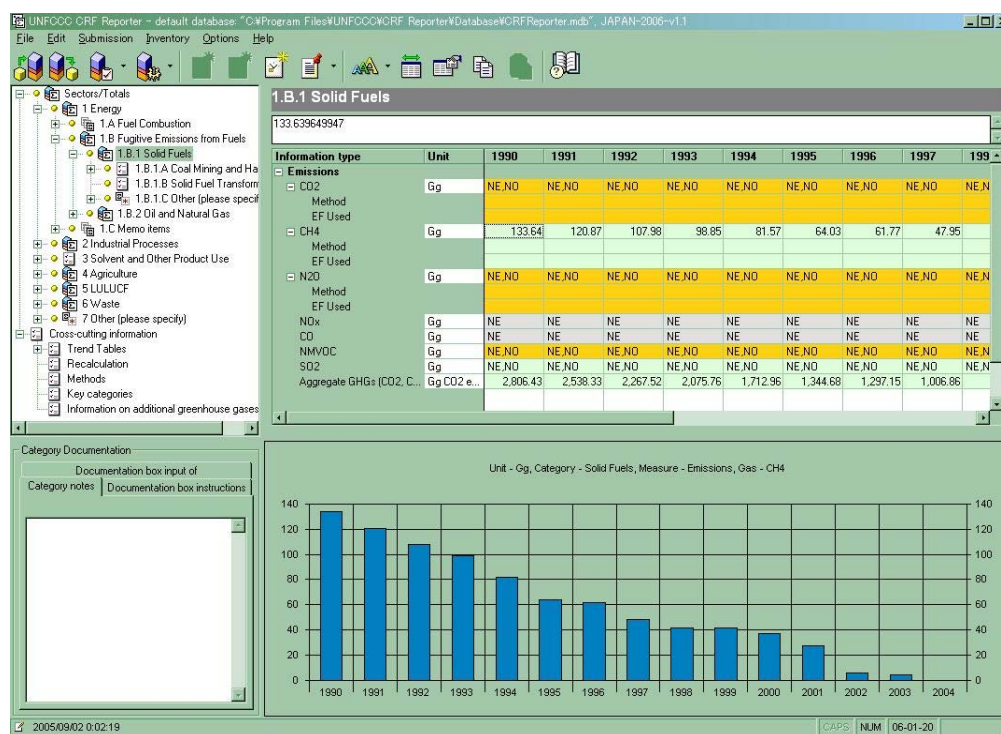 UNFCCC CRF Reporter - default database: "C:¥Program Files¥UNFCCC¥CRF Reporter¥Database¥CRFReporter.mdb", JAPAN-2006-v1.1
File Edit Submission Inventory Options Help
Sectors/Totals
1 Energy
1.A Fuel Combustion
1.B Fugitive Emissions from Fuels
1.B.1 Solid Fuels
1.B.1.A Coal Mining and Ha
1.B.1.B Solid Fuel Transform
1.B.1.C Other (please specif
1.B.2 Oil and Natural Gas
1.C Memo items
2 Industrial Processes
3 Solvent and Other Product Use
4 Agriculture
5 LULUCF
6 Waste
7 Other (please specify)
Cross-cutting information
Trend Tables
Recalculation
Methods
Key categories
Information on additional greenhouse gases
1.B.1 Solid Fuels
133.639649947
Information type Unit 1990 1991 1992 1993 1994 1995 1996 1997 199
Emissions
CO2 Gg NE,NO NE,NO NE,NO NE,NO NE,NO NE,NO NE,NO NE,NO NE,N
Method
EF Used
CH4 Gg 133.64 120.87 107.98 98.85 81.57 64.03 61.77 47.95
Method
EF Used
N2O Gg NE,NO NE,NO NE,NO NE,NO NE,NO NE,NO NE,NO NE,NO NE,N
Method
EF Used
NOx Gg NE NE NE NE NE NE NE NE NE
CO Gg NE NE NE NE NE NE NE NE NE
NMVOC Gg NE,NO NE,NO NE,NO NE,NO NE,NO NE,NO NE,NO NE,NO NE,N
SO2 Gg NE,NO NE,NO NE,NO NE,NO NE,NO NE,NO NE,NO NE,NO NE,N
Aggregate GHGs (CO2, C... Gg CO2 e... 2,806.43 2,538.33 2,267.52 2,075.76 1,712.96 1,344.68 1,297.15 1,006.86
Category Documentation
Documentation box input of
Category notes Documentation box instructions
Unit - Gg, Category - Solid Fuels, Measure - Emissions, Gas - CH4
140 140
120 120
100 100
80 80
60 60
40 40
20 20
0 0
1990 1991 1992 1993 1994 1995 1996 1997 1998 1999 2000 2001 2002 2003 2004
2005/09/02 0:02:19 CAPS NUM 06-01-20